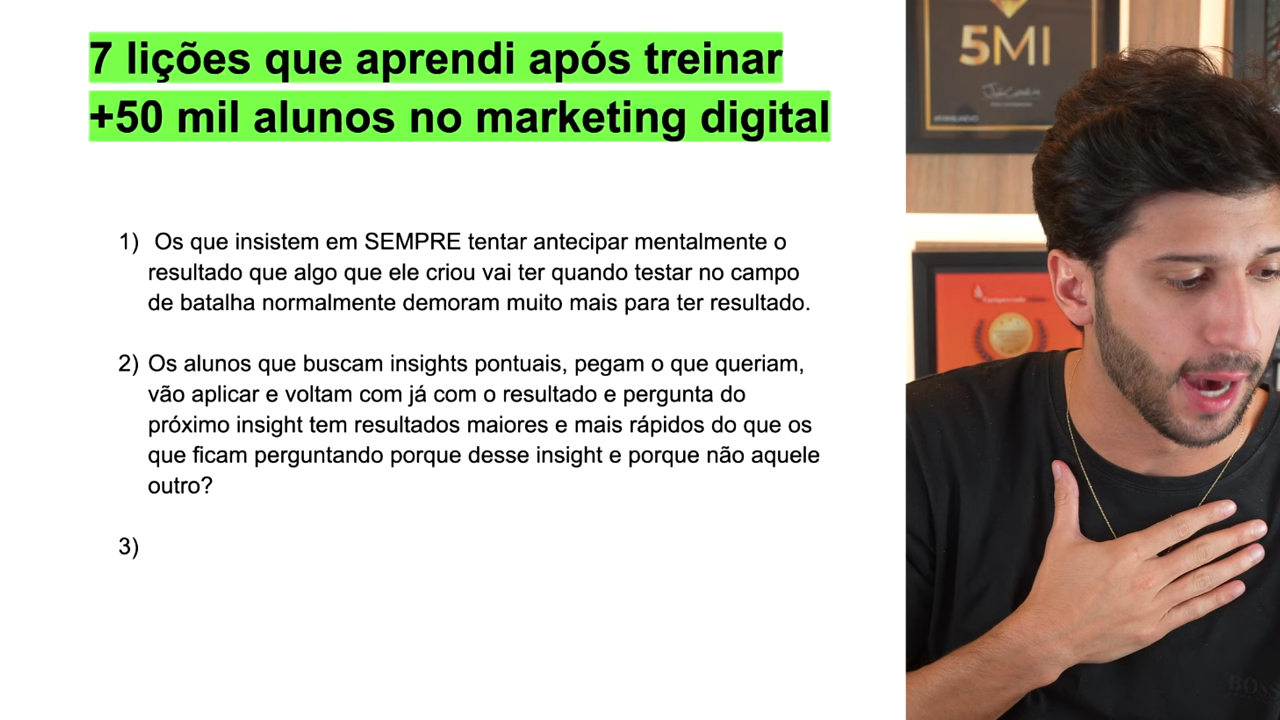 7 lições que aprendi após treinar
+50 mil alunos no marketing digital
5MI
1) Os que insistem em SEMPRE tentar antecipar mentalmente o
resultado que algo que ele criou vai ter quando testar no campo
de batalha normalmente demoram muito mais para ter resultado.
2) Os alunos que buscam insights pontuais, pegam o que queriam,
vão aplicar e voltam com já com o resultado e pergunta do
próximo insight tem resultados maiores e mais rápidos do que os
que ficam perguntando porque desse insight e porque não aquele
outro?
3)
BOSS